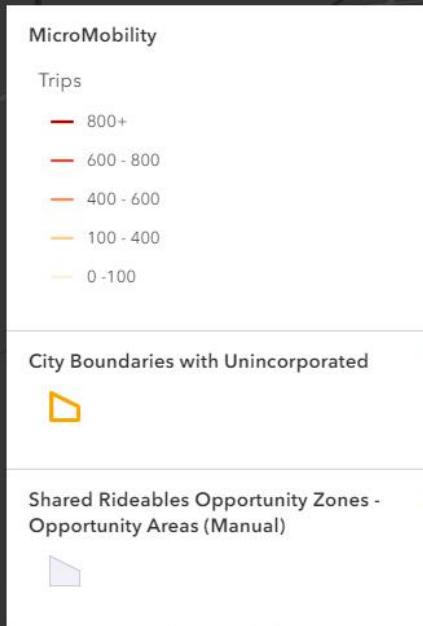 MicroMobility
Trips
800+
600 - 800
400 - 600
100 - 400
0 -100
City Boundaries with Unincorporated
Shared Rideables Opportunity Zones -
Opportunity Areas (Manual)